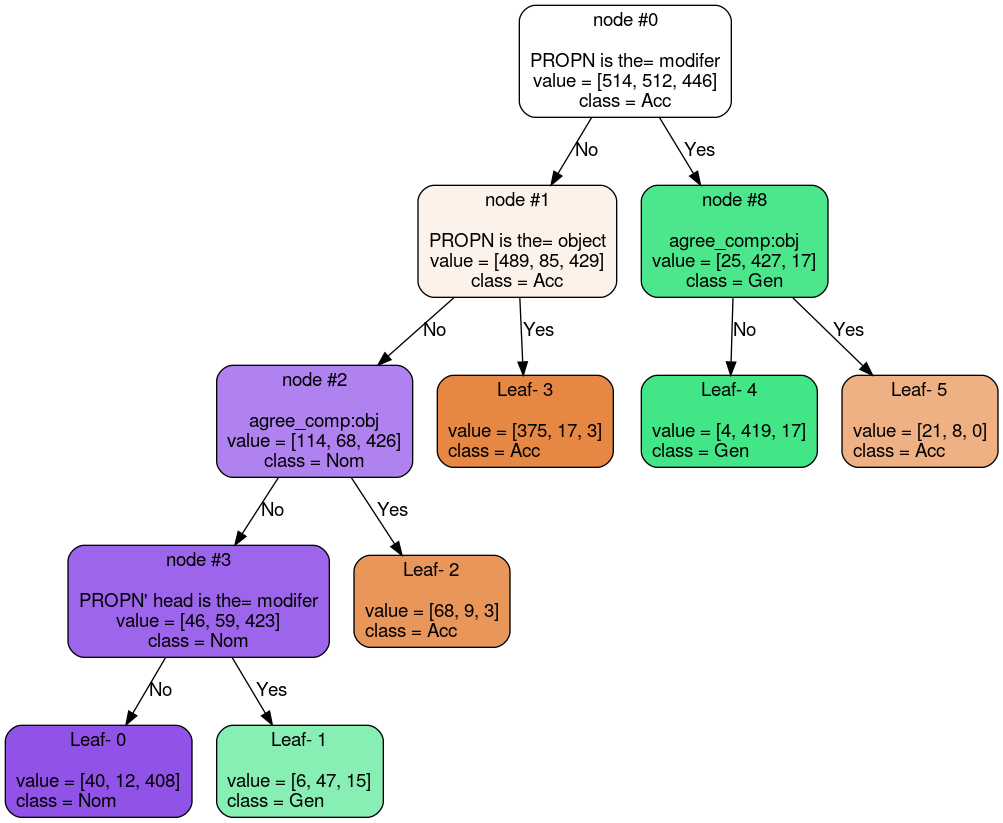 node #0
PROPN is the= modifer
value = [514, 512, 446]
class = Acc
No
Yes
node #1
PROPN is the= object
value = [489, 85, 429]
class = Acc
node #8
agree_comp:obj
value = [25, 427, 17]
class = Gen
No
Yes
No
Yes
node #2
agree_comp:obj
value = [114, 68, 426]
class = Nom
Leaf- 3
value = [375, 17, 3]
class = Acc
Leaf- 4
value = [4, 419, 17]
class = Gen
Leaf- 5
value = [21, 8, 0]
class = Acc
No
Yes
node #3
PROPN' head is the= modifer
value = [46, 59, 423]
class = Nom
Leaf- 2
value = [68, 9, 3]
class = Acc
No
Yes
Leaf- 0
value = [40, 12, 408]
class = Nom
Leaf- 1
value = [6, 47, 15]
class = Gen